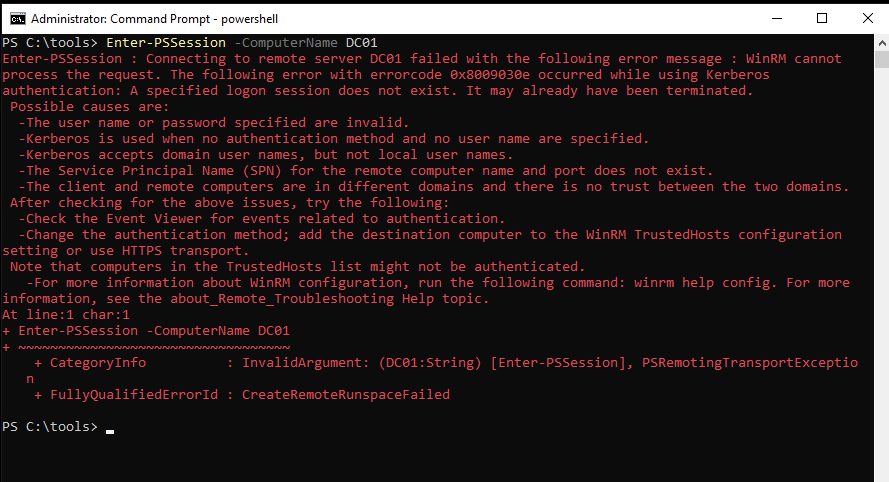 Administrator: Command Prompt - powershell
PS C:\tools> Enter-PSSession -ComputerName DC01
Enter-PSSession : Connecting to remote server DC01 failed with the following error message : WinRM cannot
process the request. The following error with errorcode 0x8009030e occurred while using Kerberos
authentication: A specified logon session does not exist. It may already have been terminated.
 Possible causes are:
  -The user name or password specified are invalid.
  -Kerberos is used when no authentication method and no user name are specified.
  -Kerberos accepts domain user names, but not local user names.
  -The Service Principal Name (SPN) for the remote computer name and port does not exist.
  -The client and remote computers are in different domains and there is no trust between the two domains.
 After checking for the above issues, try the following:
  -Check the Event Viewer for events related to authentication.
  -Change the authentication method; add the destination computer to the WinRM TrustedHosts configuration
setting or use HTTPS transport.
 Note that computers in the TrustedHosts list might not be authenticated.
   -For more information about WinRM configuration, run the following command: winrm help config. For more
information, see the about_Remote_Troubleshooting Help topic.
At line:1 char:1
+ Enter-PSSession -ComputerName DC01
+ ~~~~~~~~~~~~~~~~~~~~~~~~~~~~~~~~~~
    + CategoryInfo          : InvalidArgument: (DC01:String) [Enter-PSSession], PSRemotingTransportExceptio
   n
    + FullyQualifiedErrorId : CreateRemoteRunspaceFailed
PS C:\tools>